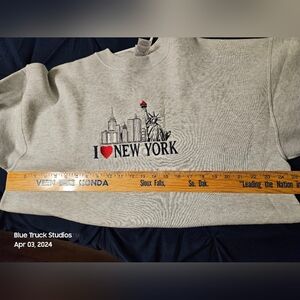 I ❤ NEW YORK
HONDA Sioux Falls, So. Dak. "Leading the Nation in
Blue Truck Studios
Apr 03, 2024